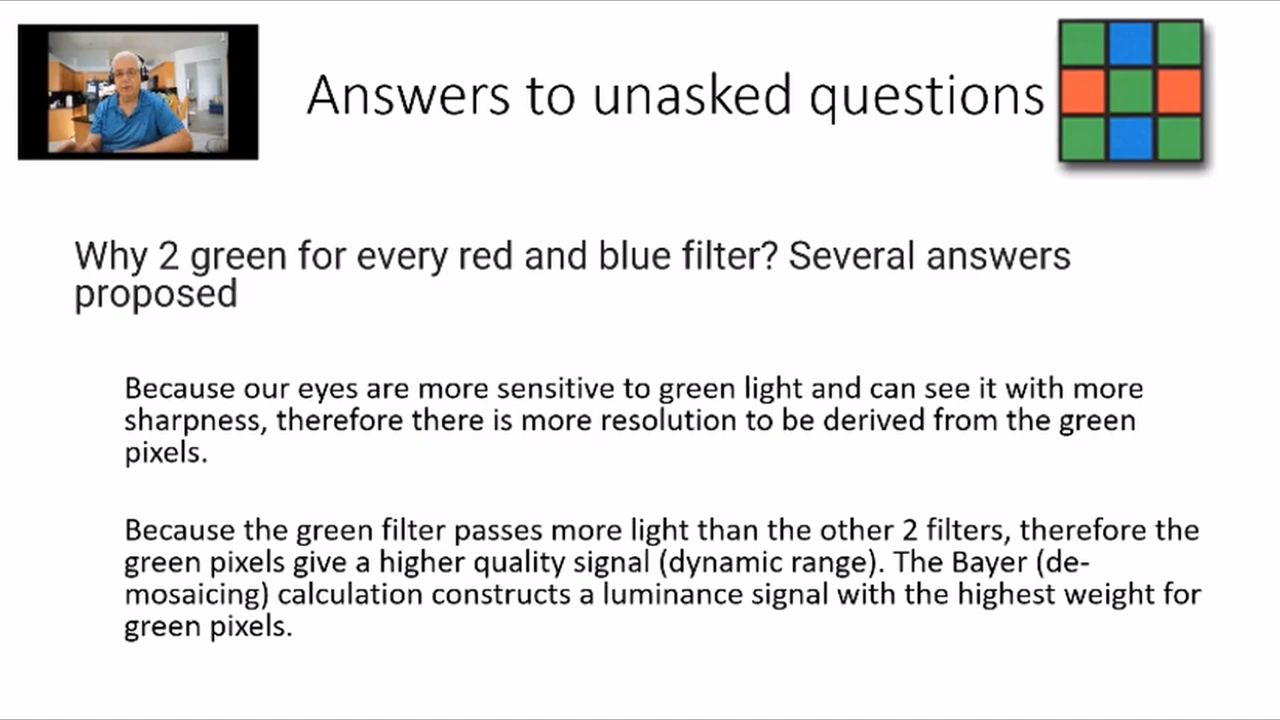 Answers to unasked questions
Why 2 green for every red and blue filter? Several answers
proposed
Because our eyes are more sensitive to green light and can see it with more
sharpness, therefore there is more resolution to be derived from the green
pixels.
Because the green filter passes more light than the other 2 filters, therefore the
green pixels give a higher quality signal (dynamic range). The Bayer (de-
mosaicing) calculation constructs a luminance signal with the highest weight for
green pixels.